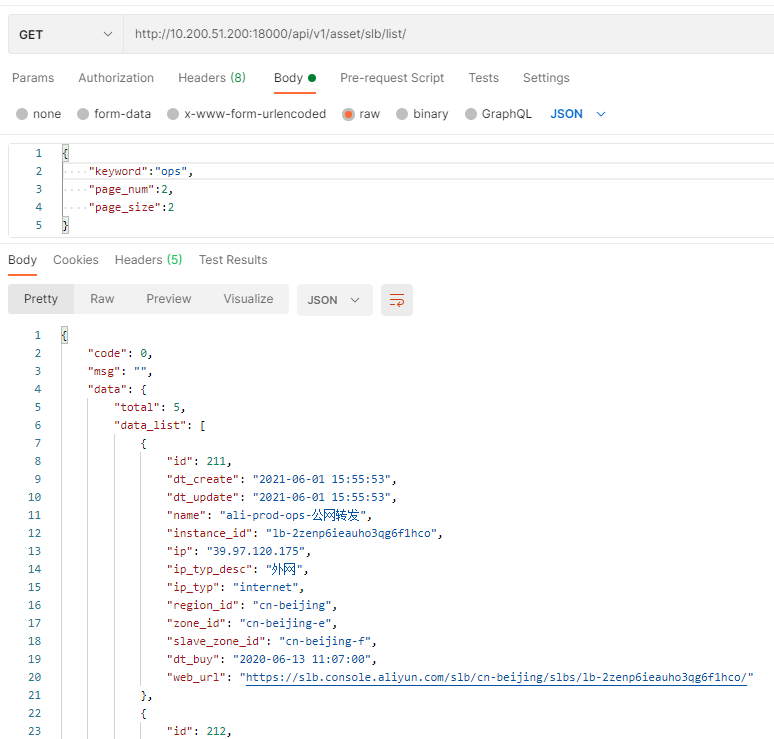 GET http://10.200.51.200:18000/api/v1/asset/slb/list/
Params Authorization Headers (8) Body Pre-request Script Tests Settings
none form-data x-www-form-urlencoded raw binary GraphQL JSON
1 {
2 "keyword":"ops",
3 "page_num":2,
4 "page_size":2
5 }
Body Cookies Headers (5) Test Results
Pretty Raw Preview Visualize JSON
1 {
2 "code": 0,
3 "msg": "",
4 "data": {
5 "total": 5,
6 "data_list": [
7 {
8 "id": 211,
9 "dt_create": "2021-06-01 15:55:53",
10 "dt_update": "2021-06-01 15:55:53",
11 "name": "ali-prod-ops-公网转发",
12 "instance_id": "lb-2zenp6ieauho3qg6f1hco",
13 "ip": "39.97.120.175",
14 "ip_typ_desc": "外网",
15 "ip_typ": "internet",
16 "region_id": "cn-beijing",
17 "zone_id": "cn-beijing-e",
18 "slave_zone_id": "cn-beijing-f",
19 "dt_buy": "2020-06-13 11:07:00",
20 "web_url": "https://slb.console.aliyun.com/slb/cn-beijing/slbs/lb-2zenp6ieauho3qg6f1hco/"
21 },
22 {
23 "id": 212,